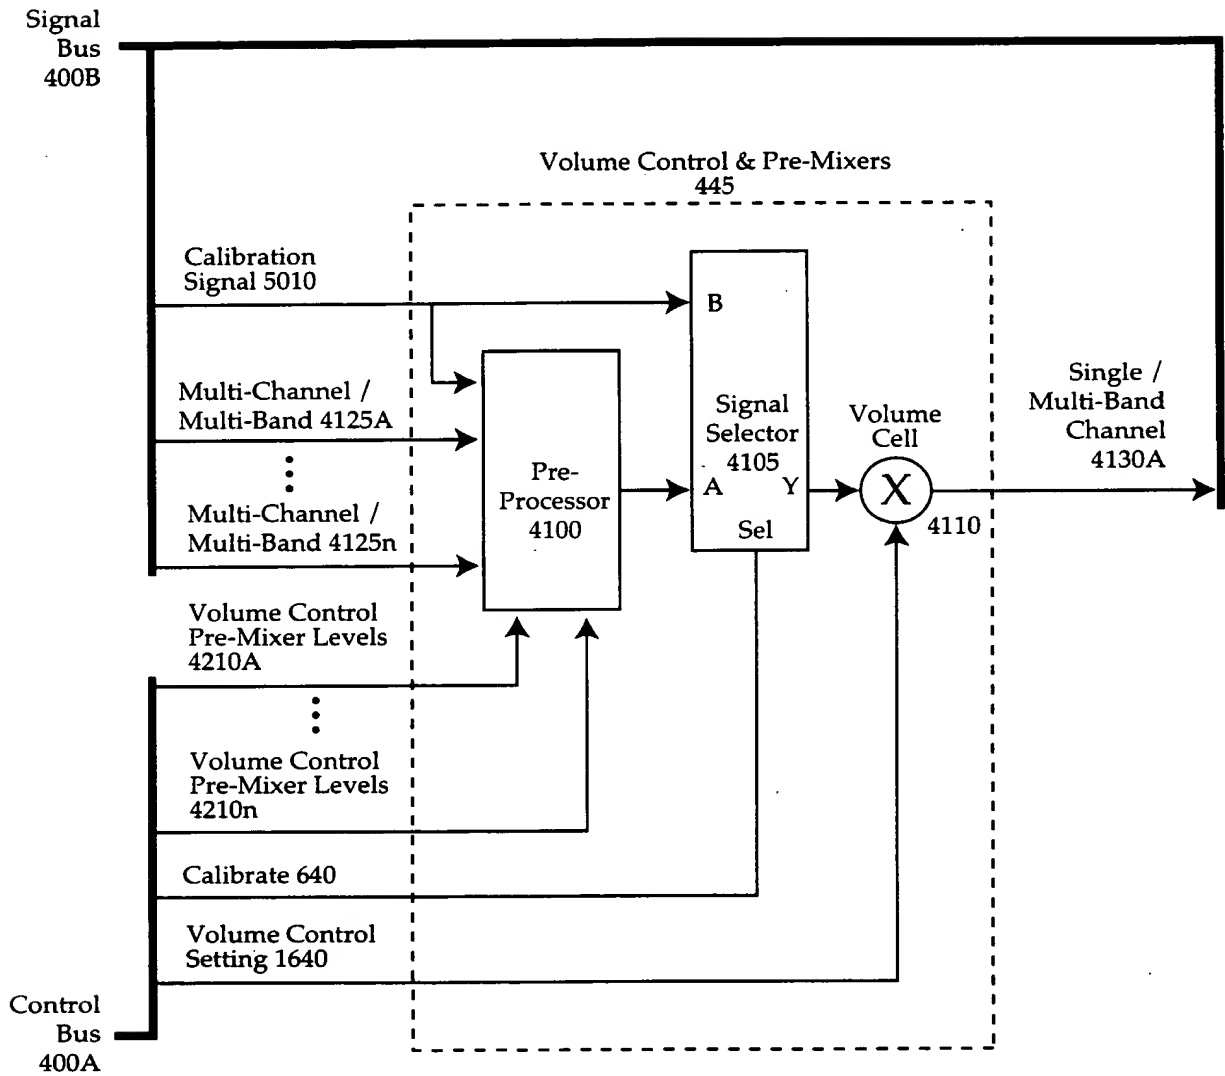 Signal
Bus
400B
Volume Control & Pre-Mixers
445
Calibration
Signal 5010
B
Multi-Channel /
Multi-Band 4125A
Single /
Multi-Band
Channel
4130A
Signal
Selector
4105
Volume
Cell
Pre-
Processor
4100
A
Y
X
Multi-Channel /
Multi-Band 4125n
Sel
4110
Volume Control
Pre-Mixer Levels
4210A
Volume Control
Pre-Mixer Levels
4210n
Calibrate 640
Volume Control
Setting 1640
Control
Bus
400A